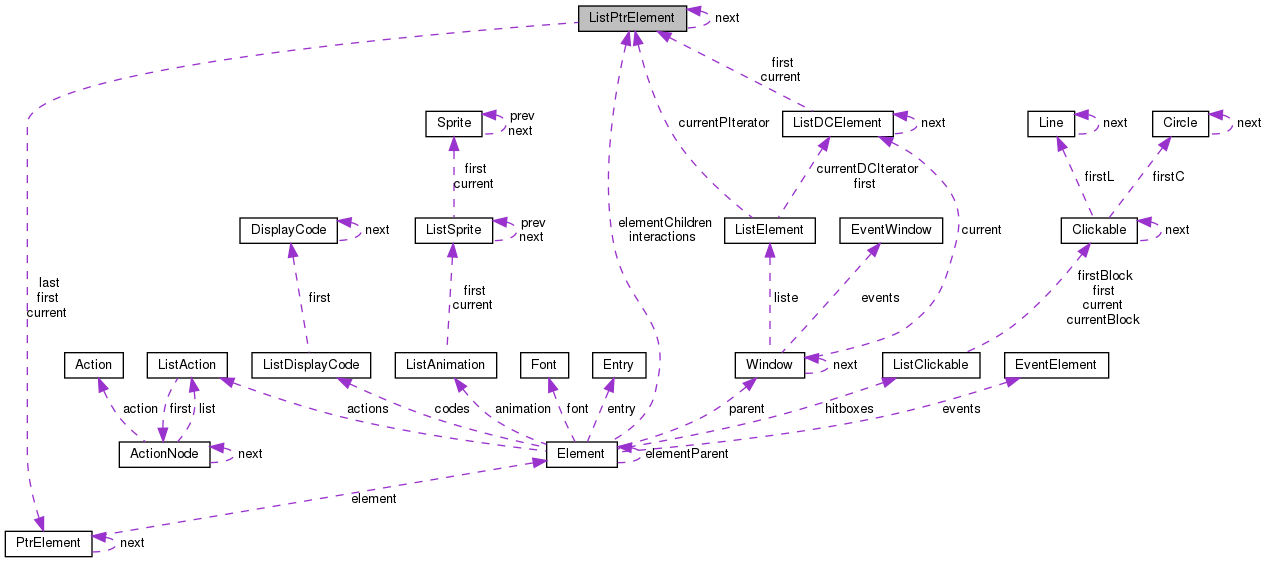 ListPtrElement
next
first
current
Sprite
prev
next
currentPIterator
ListDCElement
next
Line
next
Circle
next
first
current
currentDCIterator
first
firstL
firstC
DisplayCode
next
ListSprite
prev
next
elementChildren
interactions
ListElement
EventWindow
current
Clickable
next
last
first
current
first
first
current
liste
events
firstBlock
first
current
currentBlock
Action
ListAction
ListDisplayCode
ListAnimation
Font
Entry
Window
next
ListClickable
EventElement
action
first
list
actions
codes
animation
font
entry
parent
hitboxes
events
ActionNode
next
Element
elementParent
element
PtrElement
next